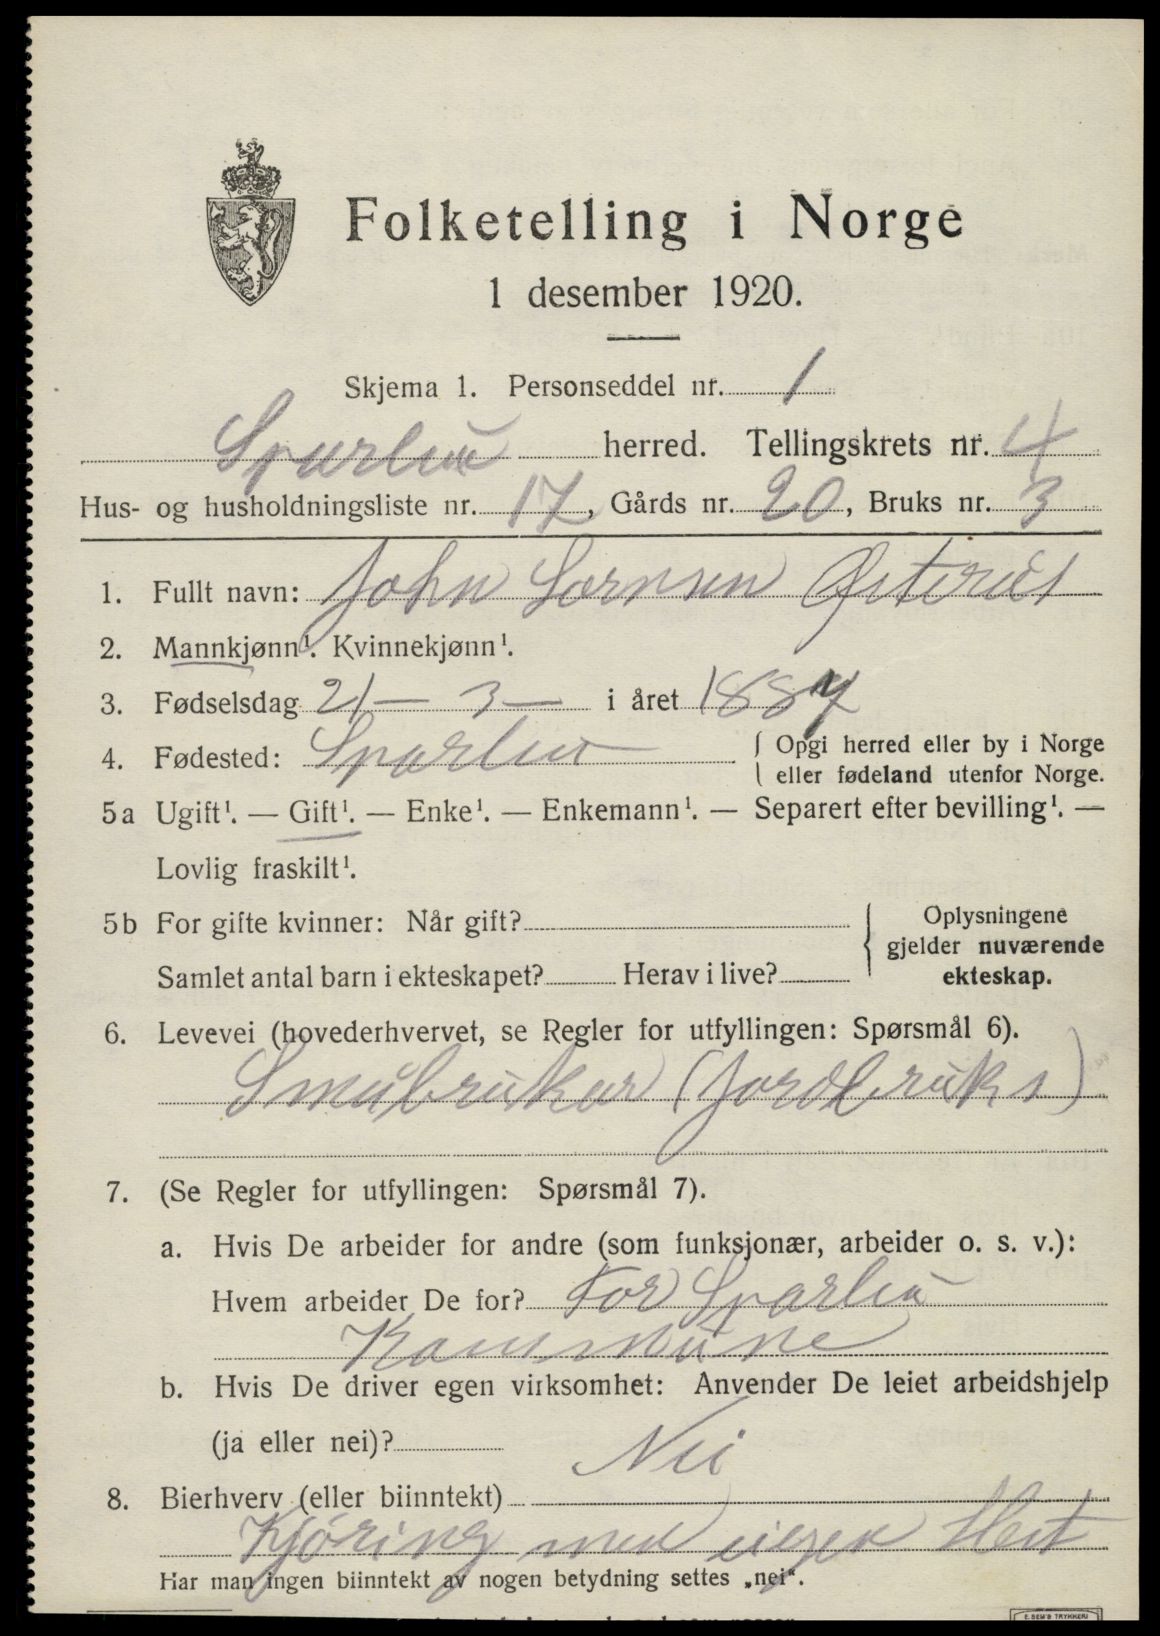 Folketelling i Norge
1 desember 1920.
Skjema 1. Personseddel nr. 1
Sparbu herred. Tellingskrets nr. 4
Hus- og husholdningsliste nr. 17, Gårds nr. 20, Bruks nr. 3
1. Fullt navn: John Lornsen Østerås
2. Mannkjønn¹. Kvinnekjønn¹.
3. Fødselsdag 21 – 3 – i året 1887
4. Fødested: Sparbu { Opgi herred eller by i Norge
eller fødeland utenfor Norge.
5a Ugift¹. — Gift¹. — Enke¹. — Enkemann¹. — Separert efter bevilling¹. —
Lovlig fraskilt¹.
5b For gifte kvinner: Når gift?
Samlet antal barn i ekteskapet? Herav i live?
Oplysningene
gjelder nuværende
ekteskap.
6. Levevei (hovederhvervet, se Regler for utfyllingen: Spørsmål 6).
Småbrukar (Jordbruks)
7. (Se Regler for utfyllingen: Spørsmål 7).
a. Hvis De arbeider for andre (som funksjonær, arbeider o. s. v.):
Hvem arbeider De for? For Sparbu
Kommune
b. Hvis De driver egen virksomhet: Anvender De leiet arbeidshjelp
(ja eller nei)? Nei
8. Bierhverv (eller biinntekt)
Kjöring med eigen Hest
Har man ingen biinntekt av nogen betydning settes „nei“.
E. SEM'S TRYKKERI